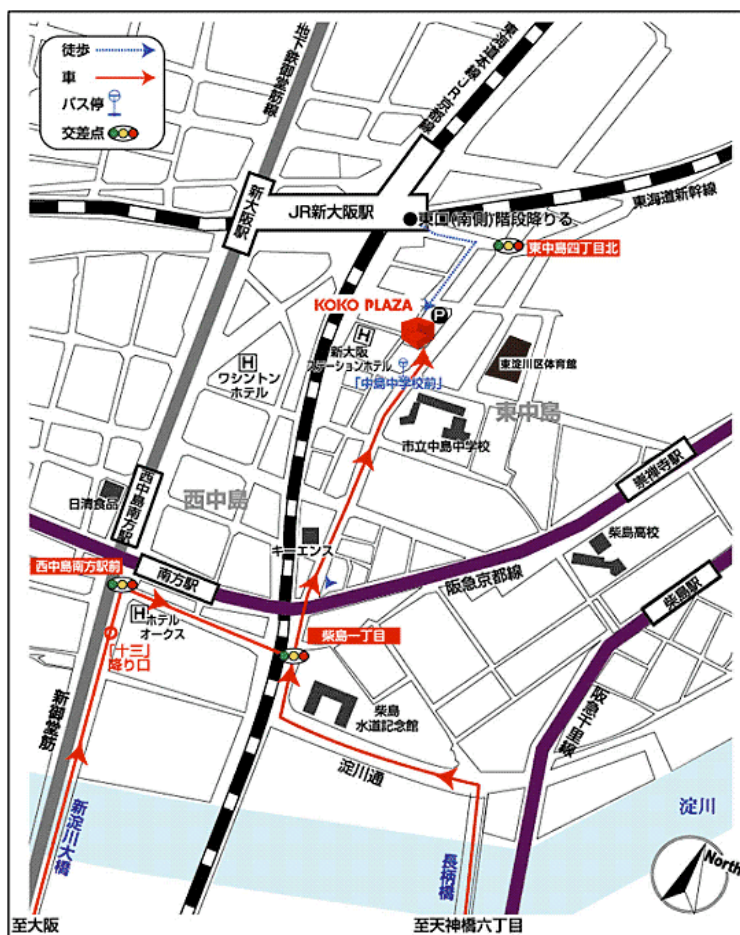 徒歩
車
バス停
交差点
地下鉄御堂筋線
東海道本線JR京都線
新大阪駅
JR新大阪駅
●東口(南側)階段降りる
東海道新幹線
東中島四丁目北
KOKO PLAZA
P
H
新大阪
ステーションホテル
H
ワシントン
ホテル
「中島中学校前」
東淀川区体育館
東中島
市立中島中学校
西中島南方駅
日清食品
西中島
キーエンス
崇禅寺駅
柴島高校
西中島南方駅前
南方駅
阪急京都線
柴島駅
H
ホテル
オークス
柴島一丁目
「十三」
降り口
柴島
水道記念館
阪急千里線
新御堂筋
淀川通
淀川
新淀川大橋
長柄橋
North
至大阪
至天神橋六丁目